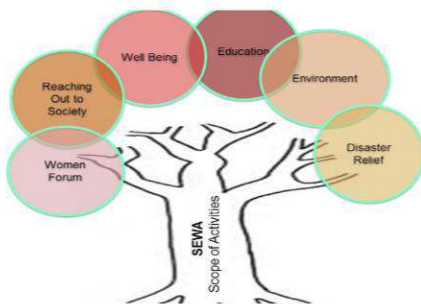 Well Being
Education
Environment
Reaching
Out to
Society
Disaster
Relief
Women
Forum
SEWA
Scope of Activities